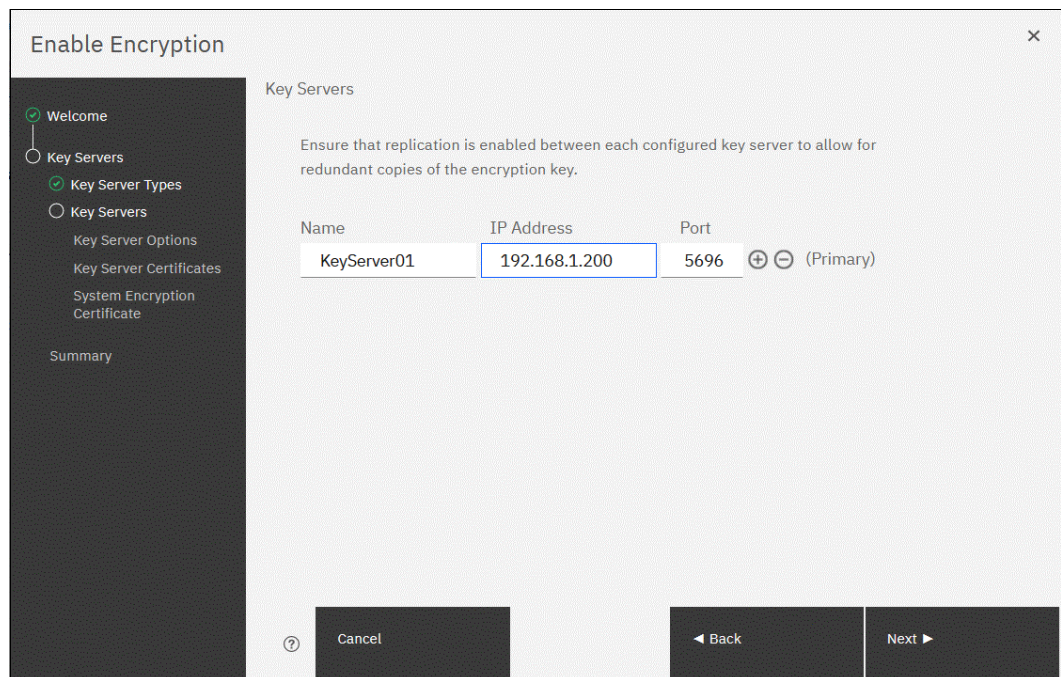 Enable Encryption
Welcome
Key Servers
Key Server Types
Key Servers
Key Server Options
Key Server Certificates
System Encryption
Certificate
Summary
Key Servers
Ensure that replication is enabled between each configured key server to allow for
redundant copies of the encryption key.
Name IP Address Port
KeyServer01 192.168.1.200 5696 (Primary)
? Cancel ◄ Back Next ►